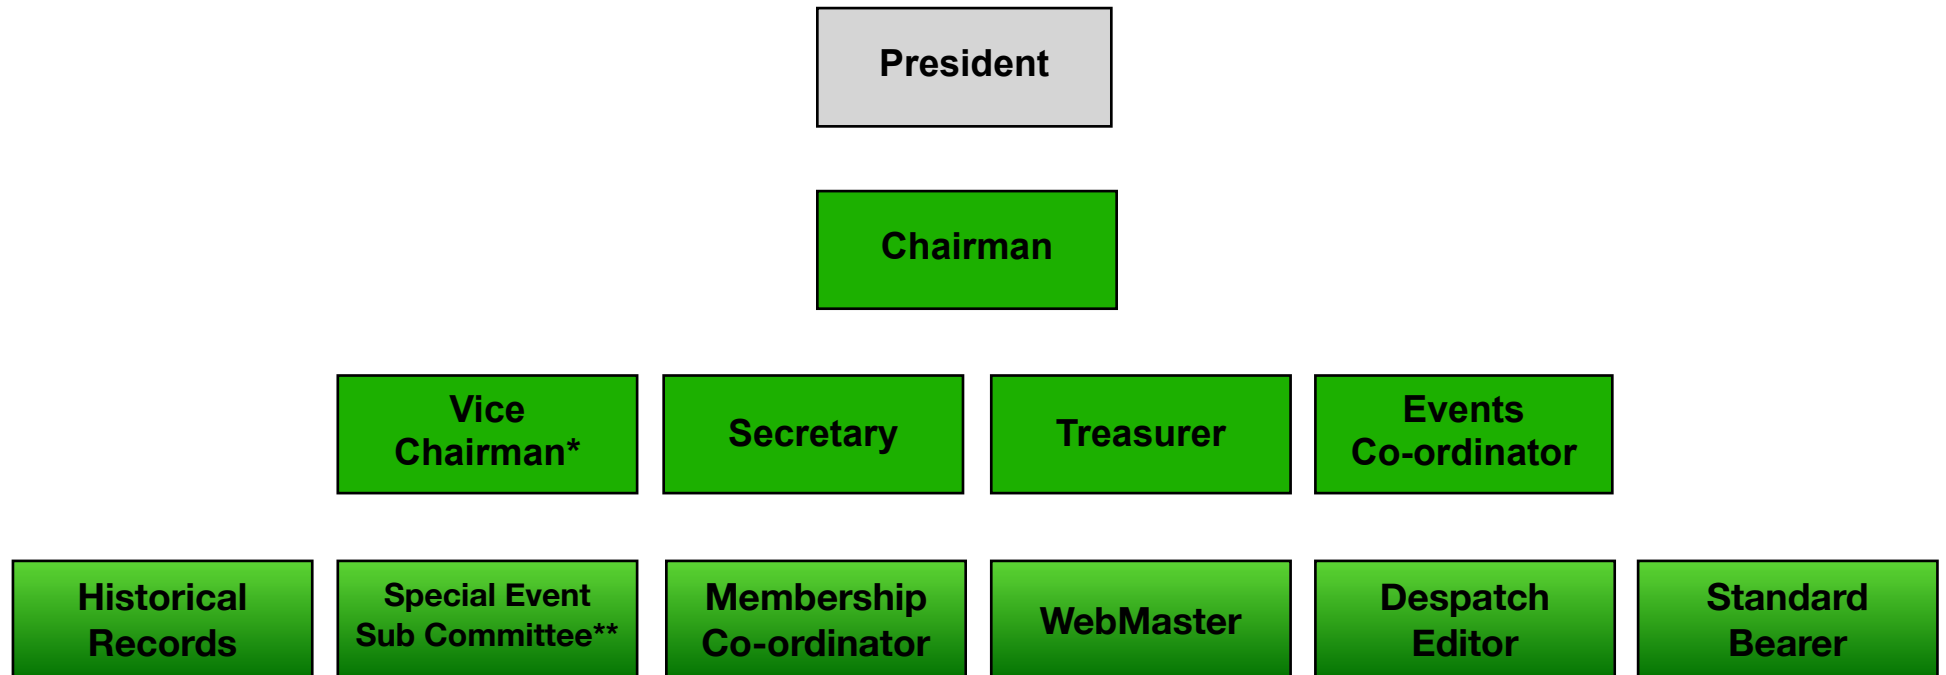 President
Chairman
Vice
Chairman*
Secretary
Treasurer
Events
Co-ordinator
Historical
Records
Special Event
Sub Committee**
Membership
Co-ordinator
WebMaster
Despatch
Editor
Standard
Bearer